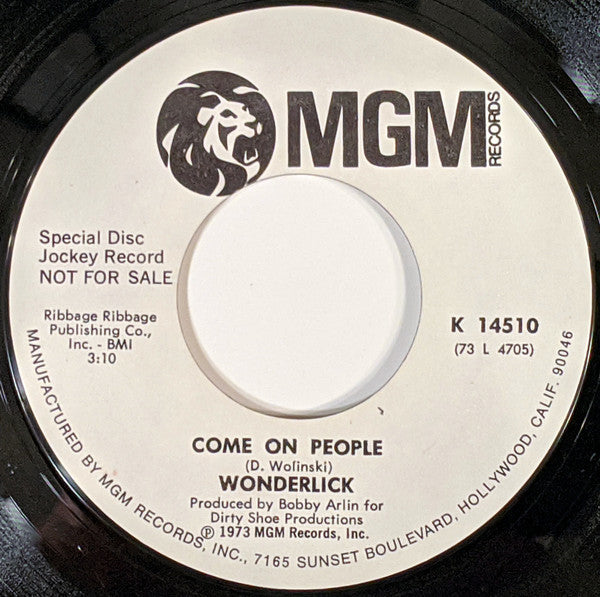 MGM
RECORDS
Special Disc
Jockey Record
NOT FOR SALE
Ribbage Ribbage
Publishing Co.,
Inc. - BMI
3:10
K 14510
(73 L 4705)
COME ON PEOPLE
(D. Wolinski)
WONDERLICK
Produced by Bobby Arlin for
Dirty Shoe Productions
℗ 1973 MGM Records, Inc.
MANUFACTURED BY MGM RECORDS, INC., 7165 SUNSET BOULEVARD, HOLLYWOOD, CALIF. 90046